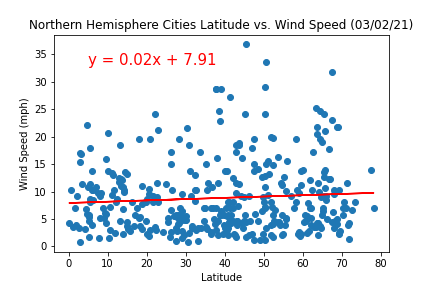 Northern Hemisphere Cities Latitude vs. Wind Speed (03/02/21)
y = 0.02x + 7.91
Wind Speed (mph)
35
30
25
20
15
10
5
0
0 10 20 30 40 50 60 70 80
Latitude